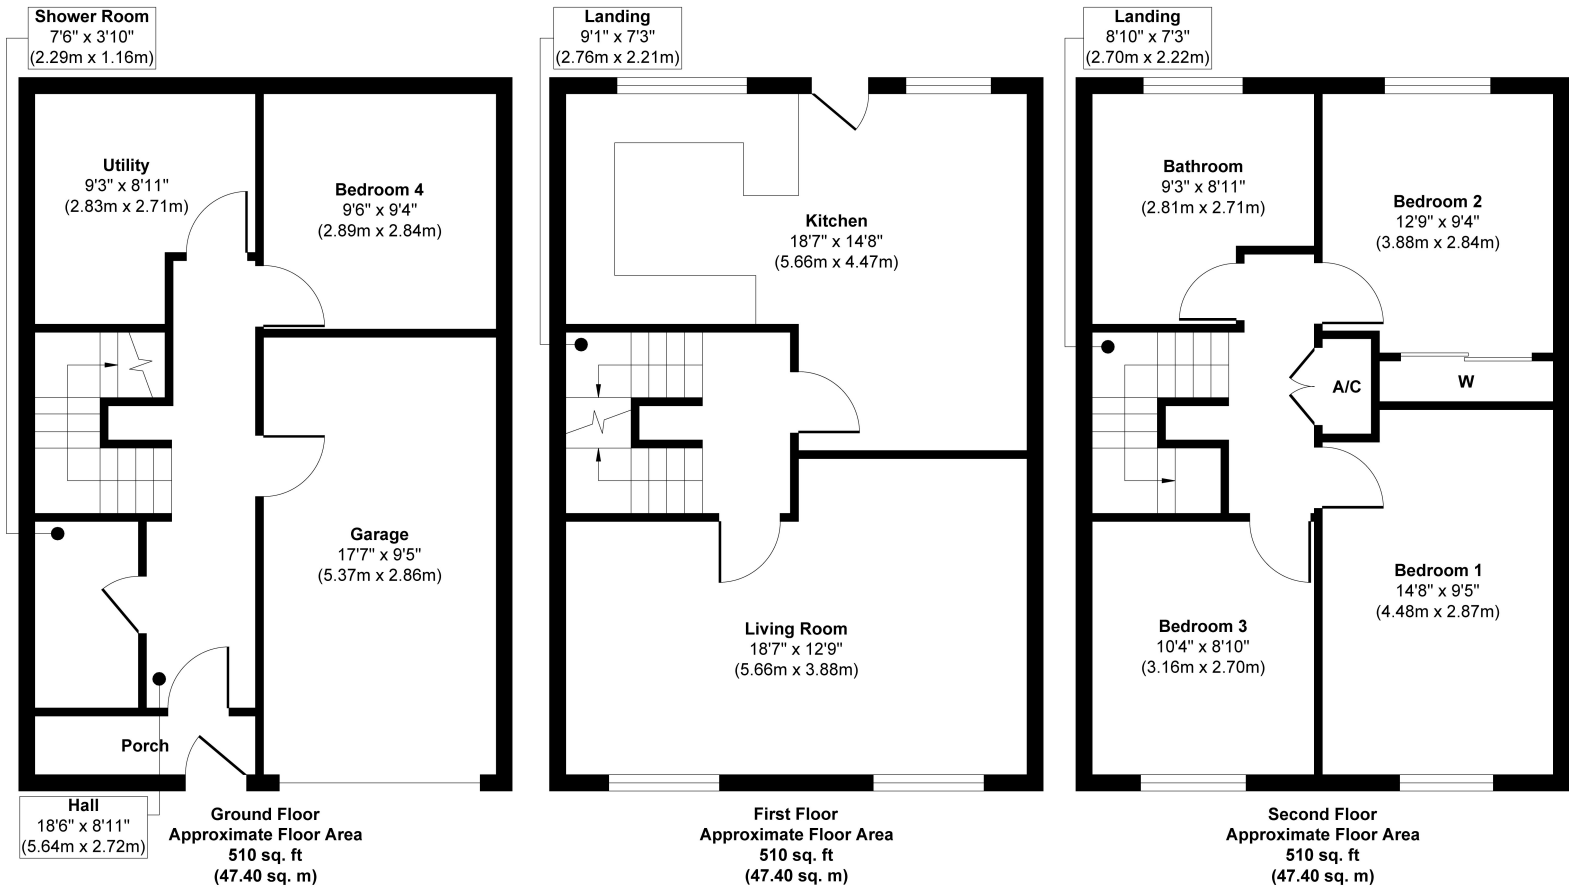 Shower Room
7'6" x 3'10"
(2.29m x 1.16m)
Utility
9'3" x 8'11"
(2.83m x 2.71m)
Bedroom 4
9'6" x 9'4"
(2.89m x 2.84m)
Garage
17'7" x 9'5"
(5.37m x 2.86m)
Porch
Hall
18'6" x 8'11"
(5.64m x 2.72m)
Ground Floor
Approximate Floor Area
510 sq. ft
(47.40 sq. m)
Landing
9'1" x 7'3"
(2.76m x 2.21m)
Kitchen
18'7" x 14'8"
(5.66m x 4.47m)
Living Room
18'7" x 12'9"
(5.66m x 3.88m)
First Floor
Approximate Floor Area
510 sq. ft
(47.40 sq. m)
Landing
8'10" x 7'3"
(2.70m x 2.22m)
Bathroom
9'3" x 8'11"
(2.81m x 2.71m)
Bedroom 2
12'9" x 9'4"
(3.88m x 2.84m)
A/C
W
Bedroom 1
14'8" x 9'5"
(4.48m x 2.87m)
Bedroom 3
10'4" x 8'10"
(3.16m x 2.70m)
Second Floor
Approximate Floor Area
510 sq. ft
(47.40 sq. m)